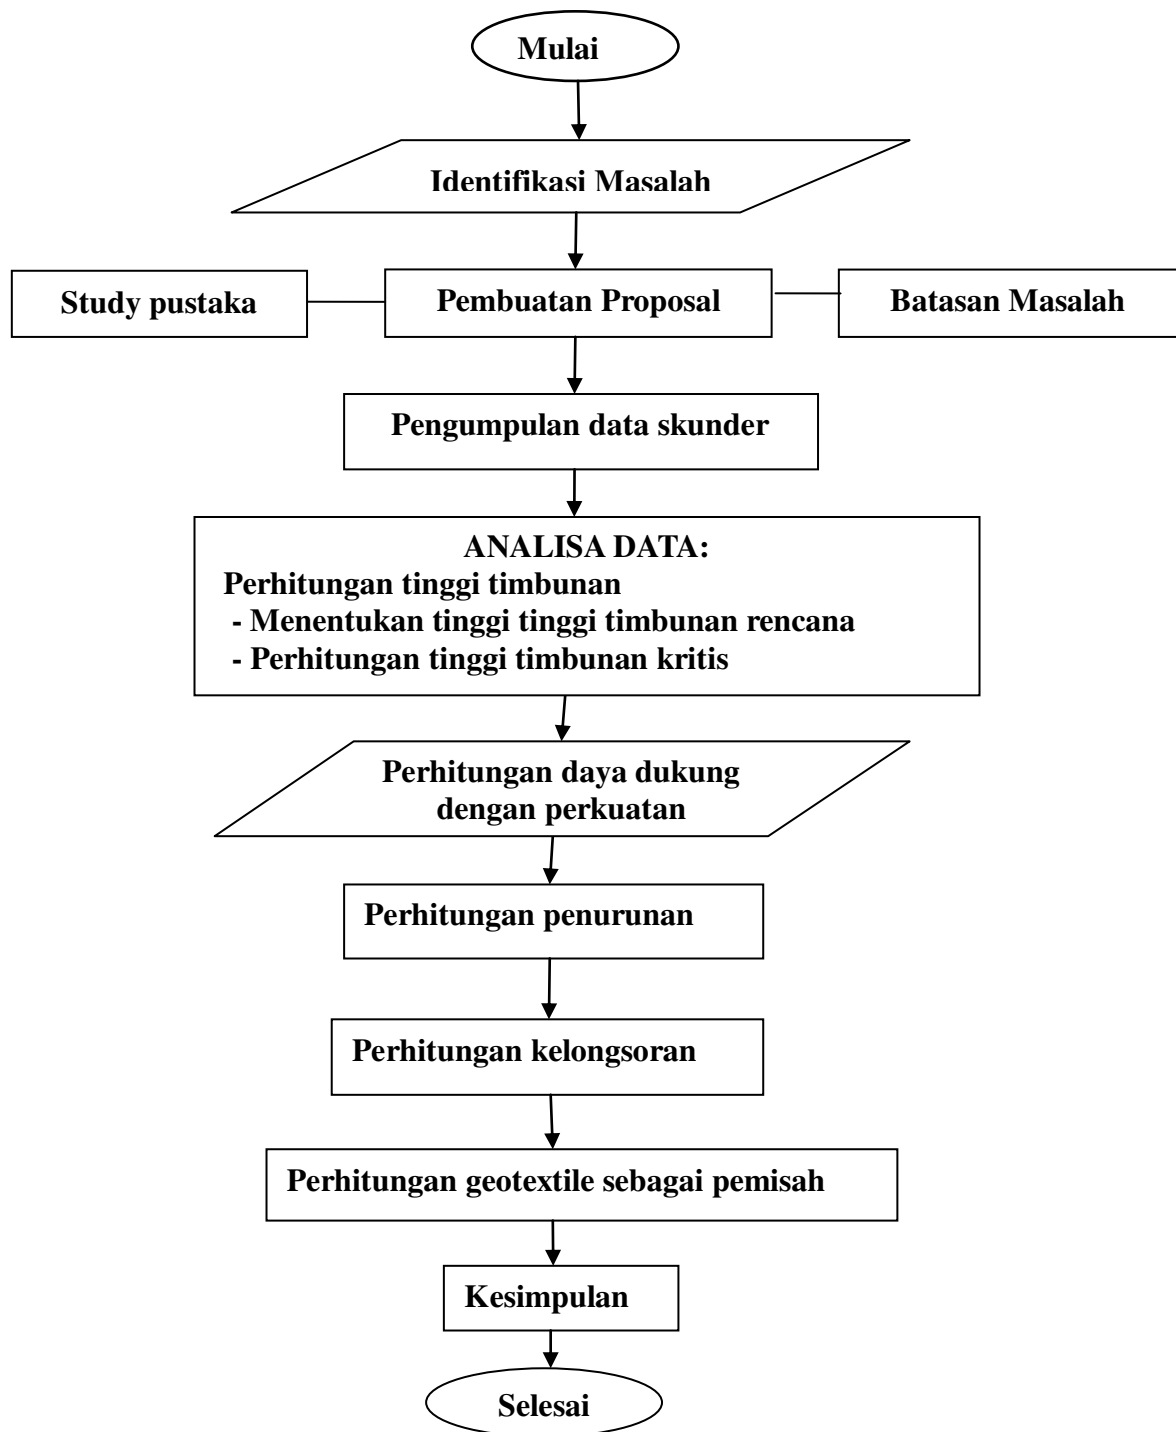 Mulai
Identifikasi Masalah
Study pustaka
Pembuatan Proposal
Batasan Masalah
Pengumpulan data skunder
ANALISA DATA:
Perhitungan tinggi timbunan
- Menentukan tinggi tinggi timbunan rencana
- Perhitungan tinggi timbunan kritis
Perhitungan daya dukung
dengan perkuatan
Perhitungan penurunan
Perhitungan kelongsoran
Perhitungan geotextile sebagai pemisah
Kesimpulan
Selesai